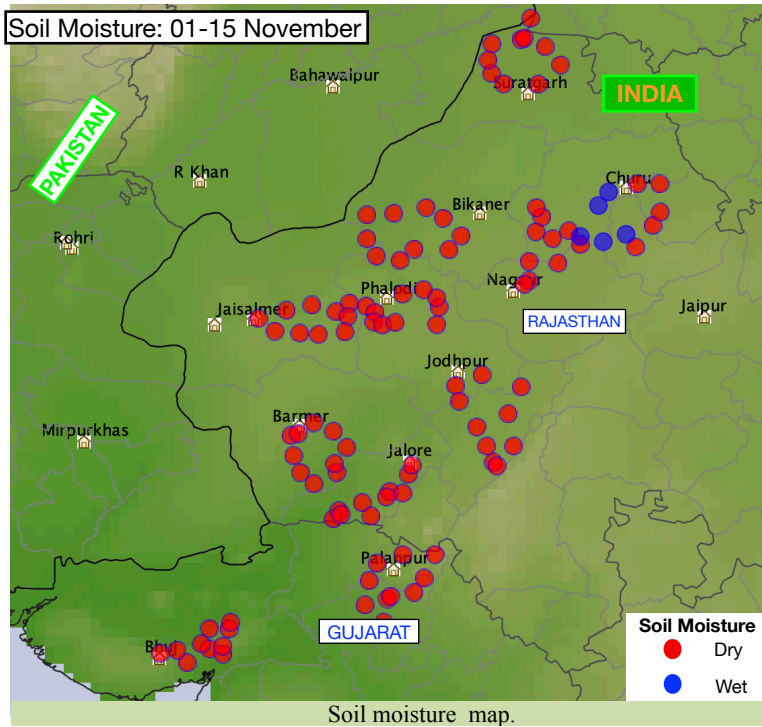 Soil Moisture: 01-15 November
Bahawalpur
Suratgarh
INDIA
PAKISTAN
R Khan
Churu
Bikaner
Rohri
Phalodi
Nagaur
Jaisalmer
Jaipur
RAJASTHAN
Jodhpur
Barmer
Mirpurkhas
Jalore
Palanpur
GUJARAT
Bhuj
Soil Moisture
Dry
Wet
Soil moisture map.